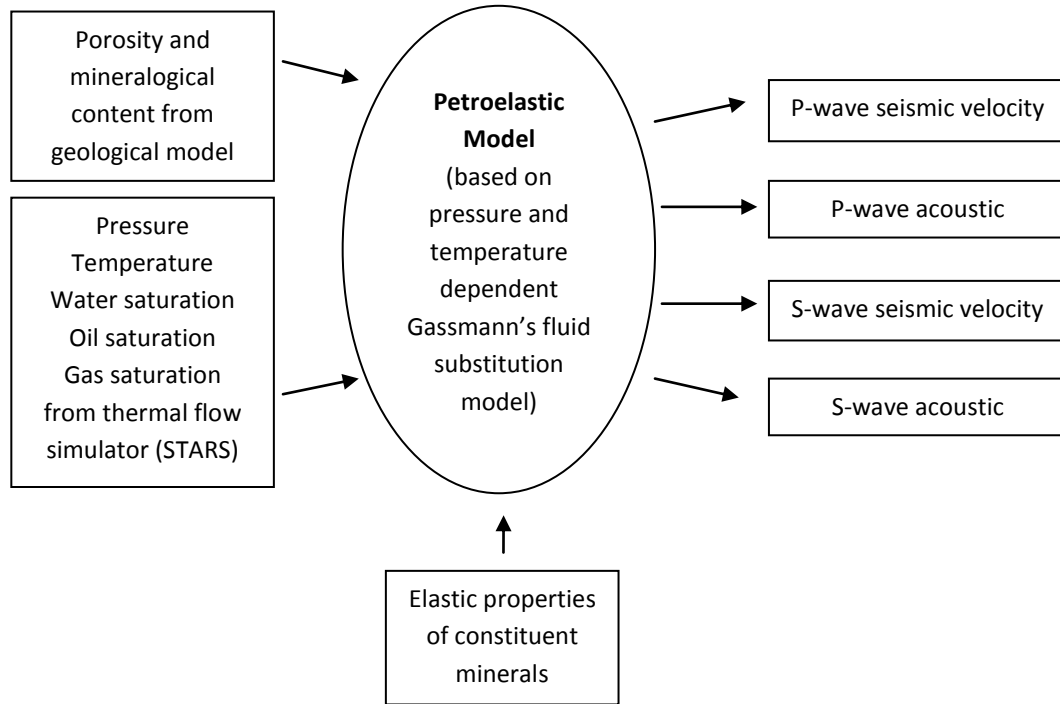 Porosity and
mineralogical
content from
geological model
Pressure
Temperature
Water saturation
Oil saturation
Gas saturation
from thermal flow
simulator (STARS)
Petroelastic
Model
(based on
pressure and
temperature
dependent
Gassmann’s fluid
substitution
model)
Elastic properties
of constituent
minerals
P-wave seismic velocity
P-wave acoustic
S-wave seismic velocity
S-wave acoustic